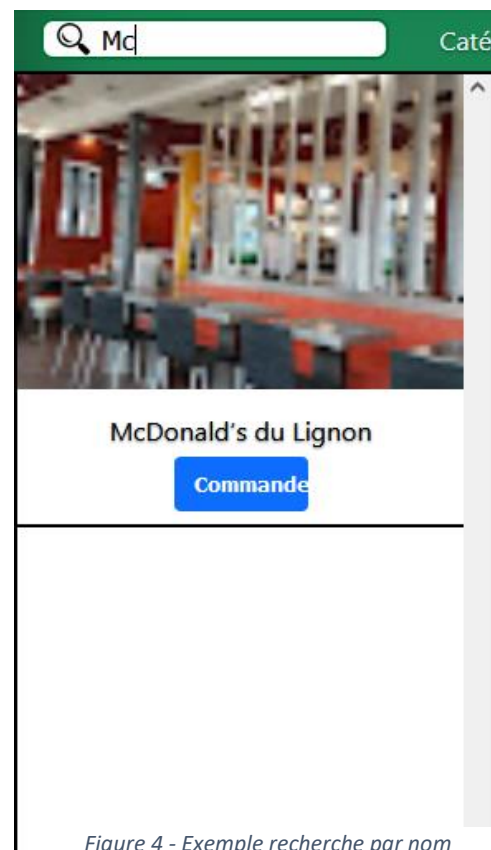 Mc
Caté
McDonald's du Lignon
Commande
Figure 4 - Exemple recherche par nom